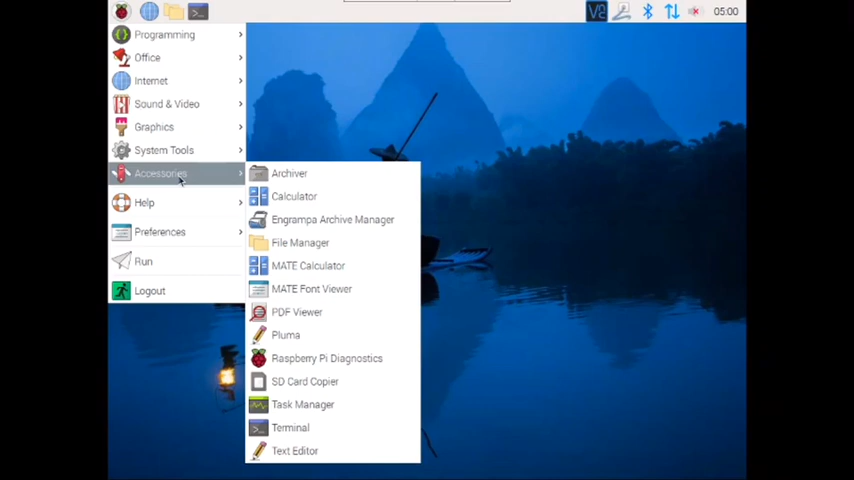 05:00
Programming
Office
Internet
Sound & Video
Graphics
System Tools
Accessories
Help
Preferences
Run
Logout
Archiver
Calculator
Engrampa Archive Manager
File Manager
MATE Calculator
MATE Font Viewer
PDF Viewer
Pluma
Raspberry Pi Diagnostics
SD Card Copier
Task Manager
Terminal
Text Editor